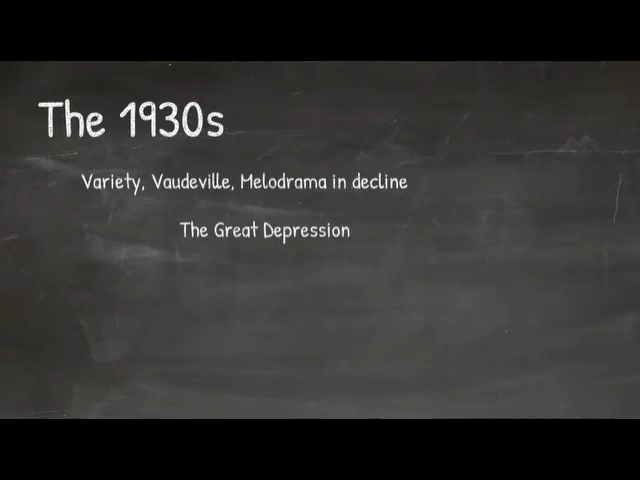 The 1930s
Variety, Vaudeville, Melodrama in decline
The Great Depression